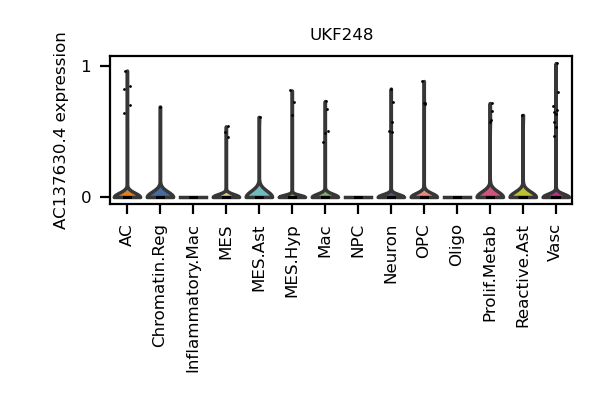 UKF248
AC137630.4 expression
1
0
AC
Chromatin.Reg
Inflammatory.Mac
MES
MES.Ast
MES.Hyp
Mac
NPC
Neuron
OPC
Oligo
Prolif.Metab
Reactive.Ast
Vasc